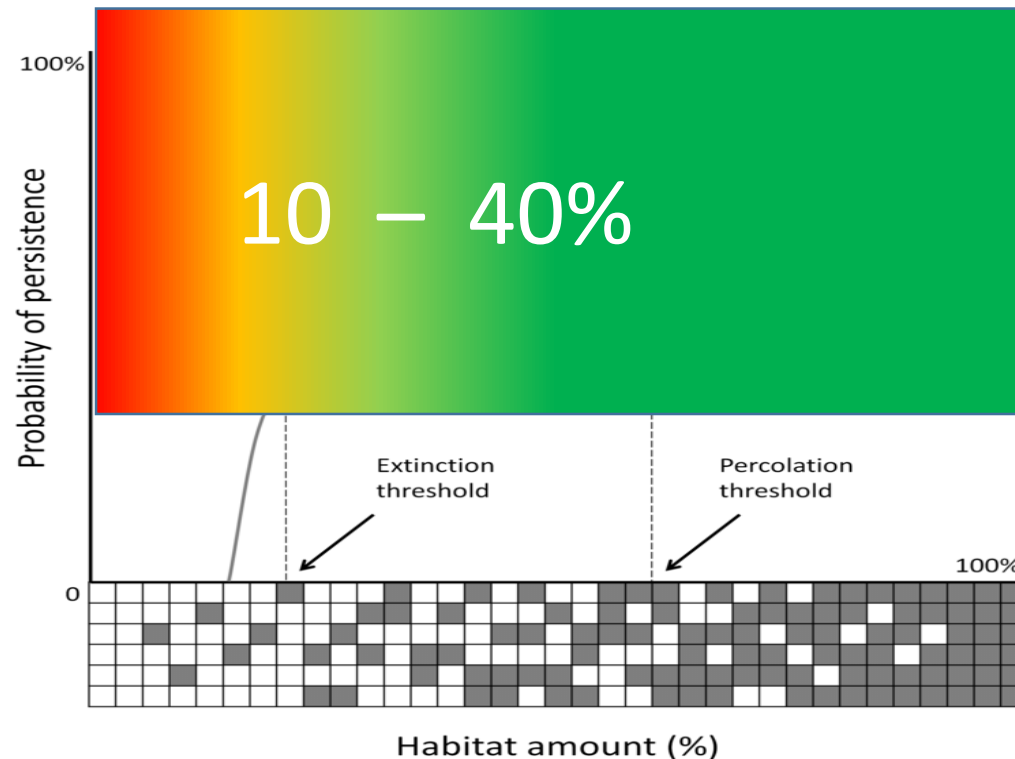 100%
10 – 40%
Probability of persistence
Extinction
threshold
Percolation
threshold
100%
0
Habitat amount (%)